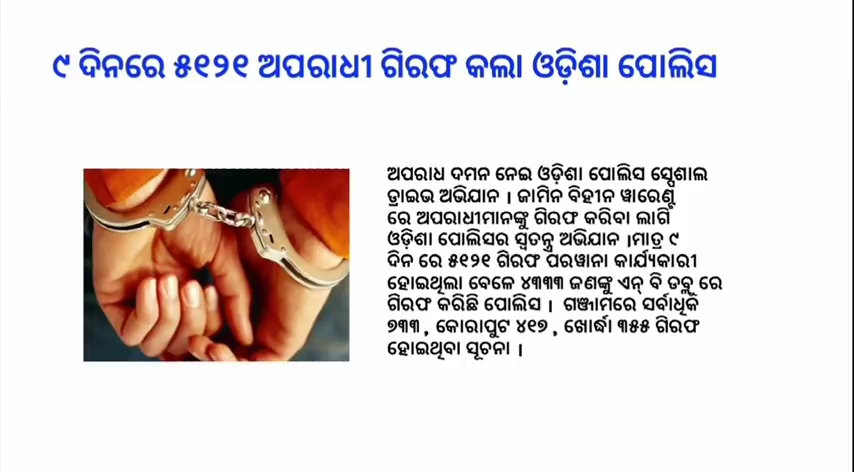 ୯ ଦିନରେ ୫୧୨୧ ଅପରାଧୀ ଗିରଫ କଲା ଓଡ଼ିଶା ପୋଲିସ
ଅପରାଧ ଦମନ ନେଇ ଓଡ଼ିଶା ପୋଲିସ ସ୍ପେଶାଲ
ଡ୍ରାଇଭ ଅଭିଯାନ । ଜାମିନ ବିହୀନ ୱାରେଣ୍ଟ
ରେ ଅପରାଧୀମାନଙ୍କୁ ଗିରଫ କରିବା ଲାଗି
ଓଡ଼ିଶା ପୋଲିସର ସ୍ୱତନ୍ତ୍ର ଅଭିଯାନ ।ମାତ୍ର ୯
ଦିନ ରେ ୫୧୨୧ ଗିରଫ ପରୱାନା କାର୍ଯ୍ୟକାରୀ
ହୋଇଥିଲା ବେଳେ ୪୩୩୩ ଜଣଙ୍କୁ ଏନ୍ ବି ଡବ୍ଲୁ ରେ
ଗିରଫ କରିଛି ପୋଲିସ । ଗଞ୍ଜାମରେ ସର୍ବାଧିକ
୭୩୩ , କୋରାପୁଟ ୪୧୭ , ଖୋର୍ଦ୍ଧା ୩୫୫ ଗିରଫ
ହୋଇଥିବା ସୂଚନା ।